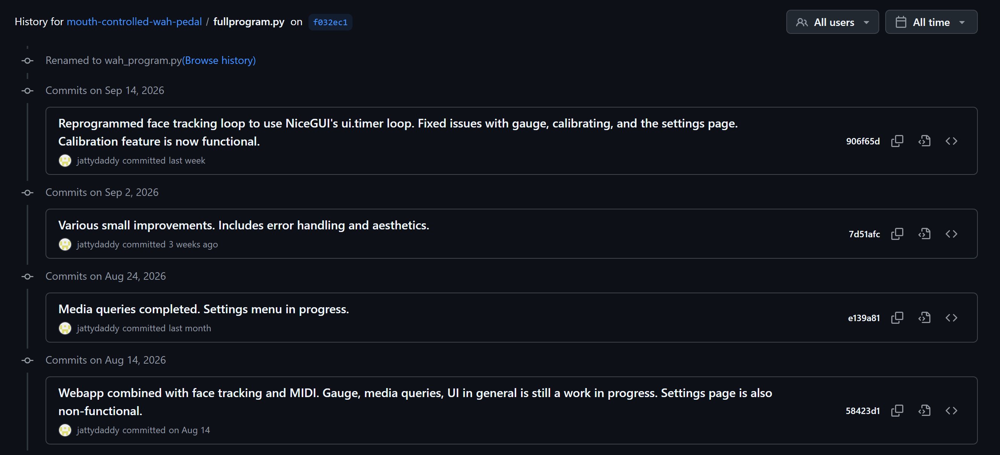 History for mouth-controlled-wah-pedal / fullprogram.py on f032ec1
All users
All time
Renamed to wah_program.py(Browse history)
Commits on Sep 14, 2026
Reprogrammed face tracking loop to use NiceGUI's ui.timer loop. Fixed issues with gauge, calibrating, and the settings page.
Calibration feature is now functional.
906f65d
jattydaddy committed last week
Commits on Sep 2, 2026
Various small improvements. Includes error handling and aesthetics.
7d51afc
jattydaddy committed 3 weeks ago
Commits on Aug 24, 2026
Media queries completed. Settings menu in progress.
e139a81
jattydaddy committed last month
Commits on Aug 14, 2026
Webapp combined with face tracking and MIDI. Gauge, media queries, UI in general is still a work in progress. Settings page is also
non-functional.
58423d1
jattydaddy committed on Aug 14